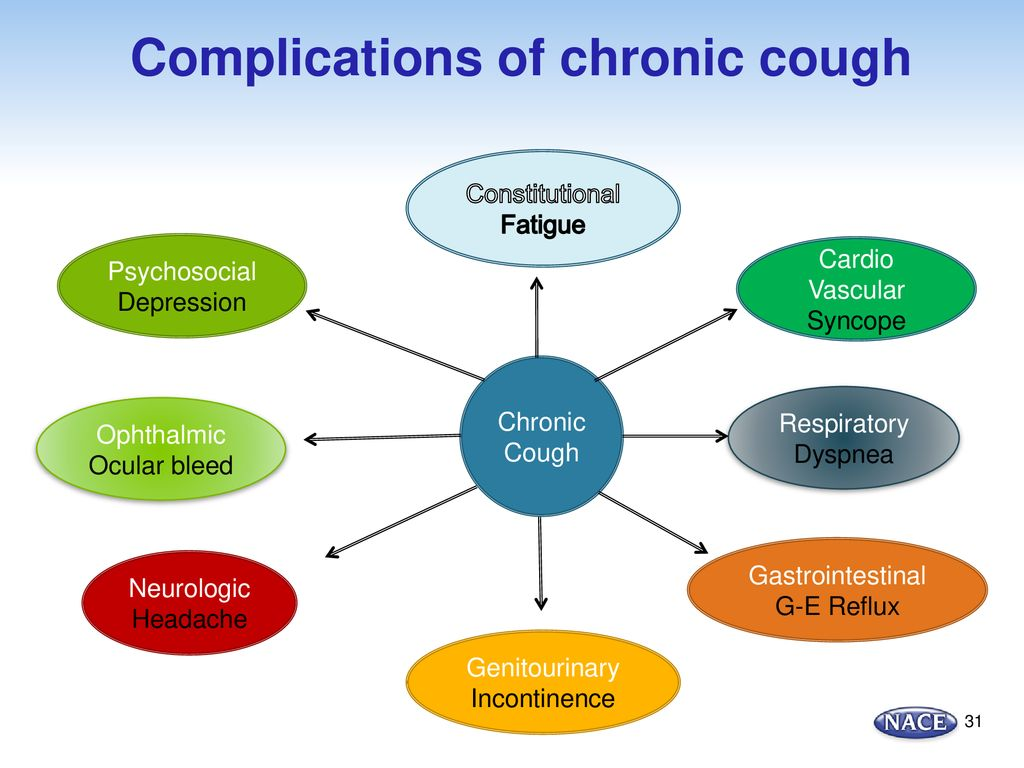 Complications of chronic cough
Constitutional
Fatigue
Psychosocial
Depression
Cardio
Vascular
Syncope
Ophthalmic
Ocular bleed
Chronic
Cough
Respiratory
Dyspnea
Neurologic
Headache
Gastrointestinal
G-E Reflux
Genitourinary
Incontinence
NACE
31